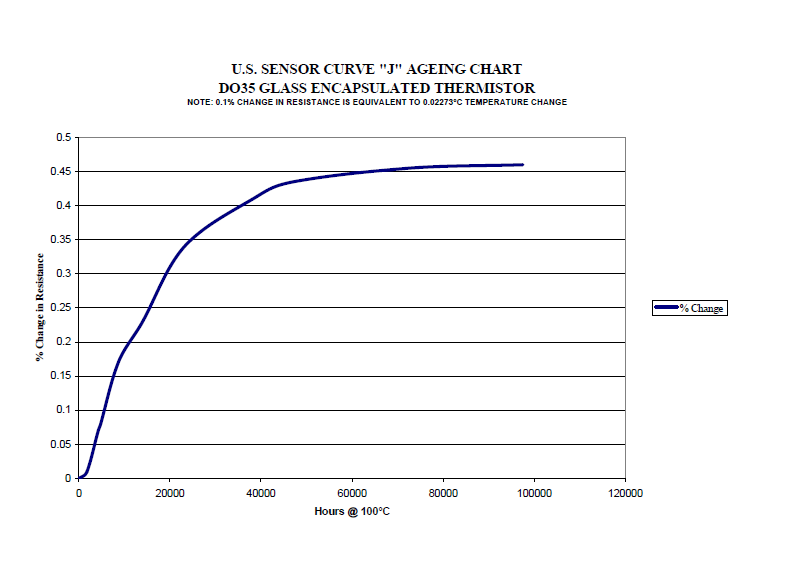 U.S. SENSOR CURVE "J" AGEING CHART
DO35 GLASS ENCAPSULATED THERMISTOR
NOTE: 0.1% CHANGE IN RESISTANCE IS EQUIVALENT TO 0.02273°C TEMPERATURE CHANGE
0.5
0.45
0.4
0.35
0.3
0.25
0.2
0.15
0.1
0.05
0
% Change in Resistance
% Change
0 20000 40000 60000 80000 100000 120000
Hours @ 100°C